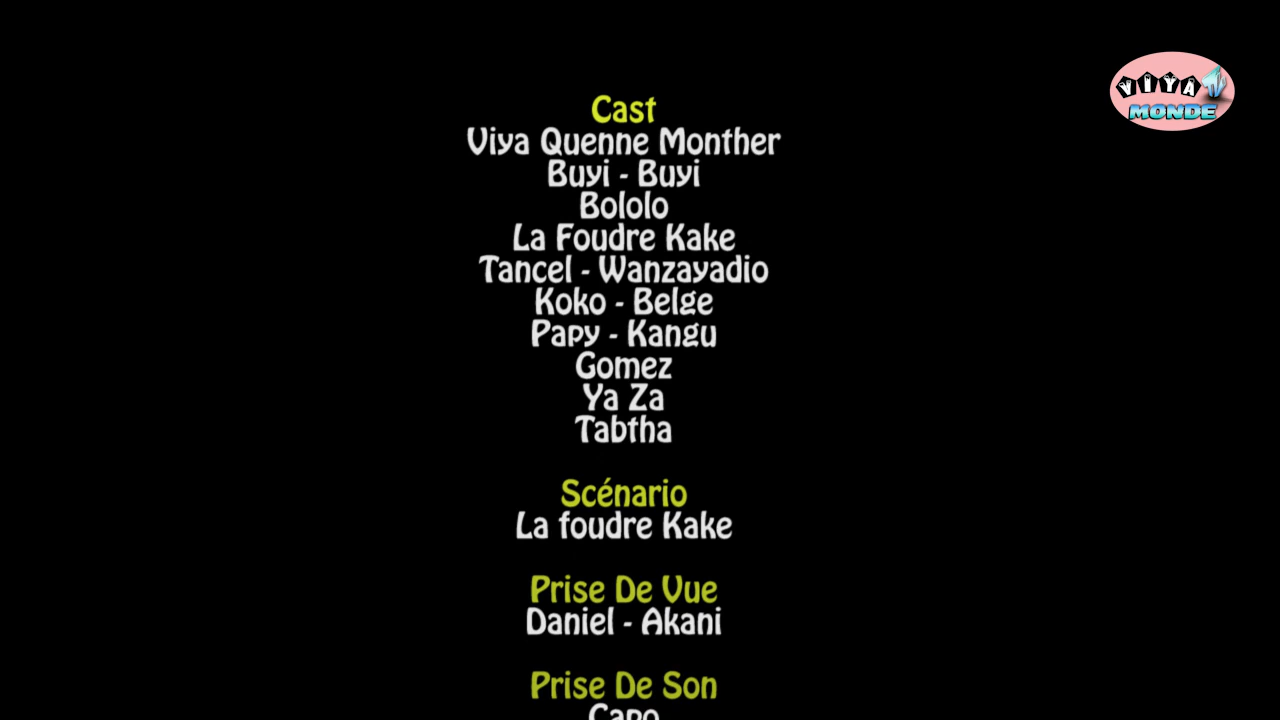 VIYA TV
MONDE
Cast
Viya Quenne Monther
Buyi - Buyi
Bololo
La Foudre Kake
Tancel - Wanzayadio
Koko - Belge
Papy - Kangu
Gomez
Ya Za
Tabtha
Scénario
La foudre Kake
Prise De Vue
Daniel - Akani
Prise De Son